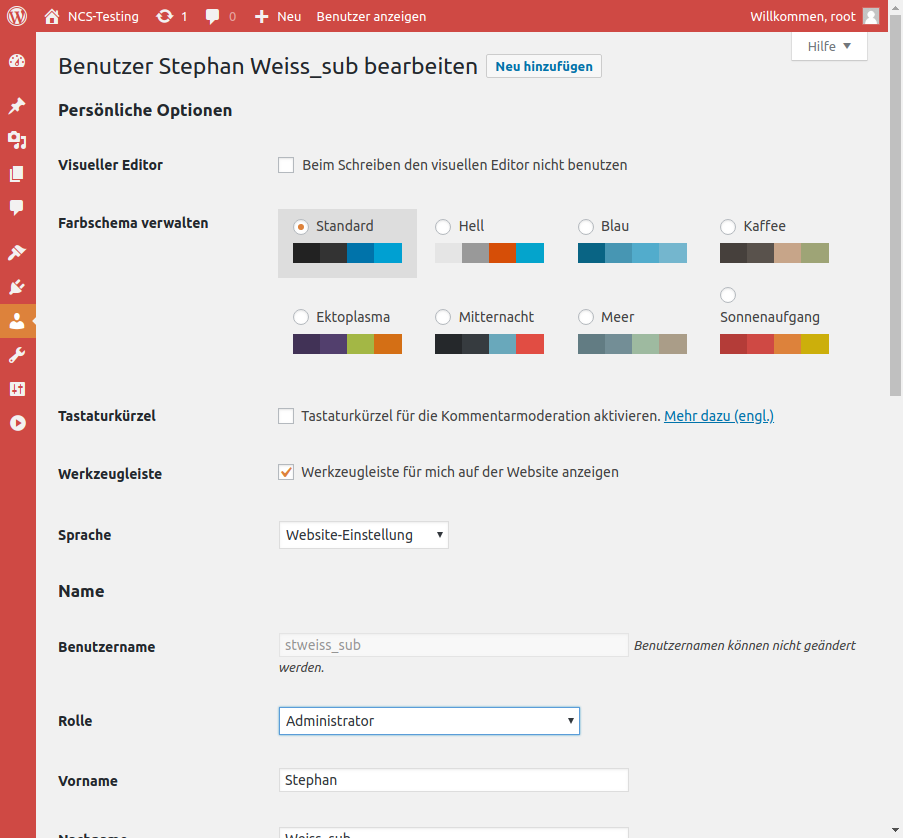 NCS-Testing 1 0 Neu Benutzer anzeigen Willkommen, root
Hilfe
Benutzer Stephan Weiss_sub bearbeiten Neu hinzufügen
Persönliche Optionen
Visueller Editor Beim Schreiben den visuellen Editor nicht benutzen
Farbschema verwalten Standard Hell Blau Kaffee
Ektoplasma Mitternacht Meer Sonnenaufgang
Tastaturkürzel Tastaturkürzel für die Kommentarmoderation aktivieren. Mehr dazu (engl.)
Werkzeugleiste Werkzeugleiste für mich auf der Website anzeigen
Sprache Website-Einstellung
Name
Benutzername stweiss_sub Benutzernamen können nicht geändert
werden.
Rolle Administrator
Vorname Stephan
Nachname Weiss_sub